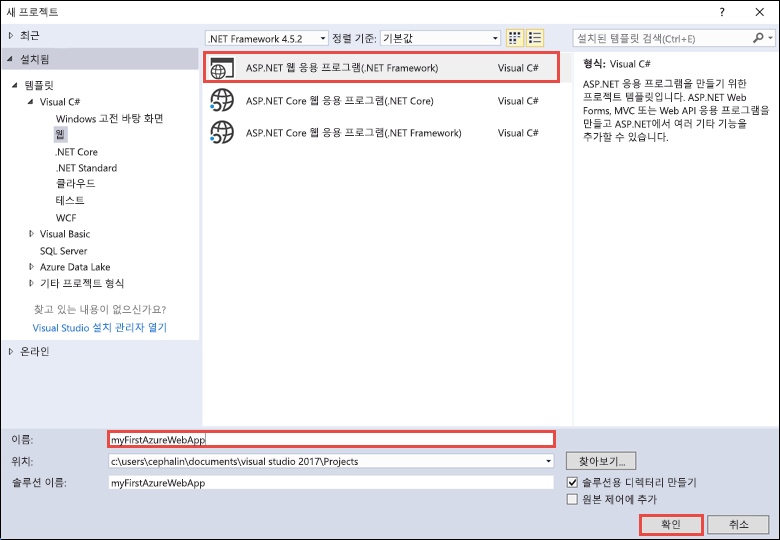 새 프로젝트
최근
설치됨
템플릿
Visual C#
Windows 고전 바탕 화면
웹
.NET Core
.NET Standard
클라우드
테스트
WCF
Visual Basic
SQL Server
Azure Data Lake
기타 프로젝트 형식
찾고 있는 내용이 없으신가요?
Visual Studio 설치 관리자 열기
온라인
.NET Framework 4.5.2 정렬 기준: 기본값
ASP.NET 웹 응용 프로그램(.NET Framework) Visual C#
ASP.NET Core 웹 응용 프로그램(.NET Core) Visual C#
ASP.NET Core 웹 응용 프로그램(.NET Framework) Visual C#
설치된 템플릿 검색(Ctrl+E)
형식: Visual C#
ASP.NET 응용 프로그램을 만들기 위한
프로젝트 템플릿입니다. ASP.NET Web
Forms, MVC 또는 Web API 응용 프로그램을
만들고 ASP.NET에서 여러 기타 기능을
추가할 수 있습니다.
이름: myFirstAzureWebApp
위치: c:\users\cephalin\documents\visual studio 2017\Projects 찾아보기...
솔루션 이름: myFirstAzureWebApp
솔루션용 디렉터리 만들기
원본 제어에 추가
확인 취소